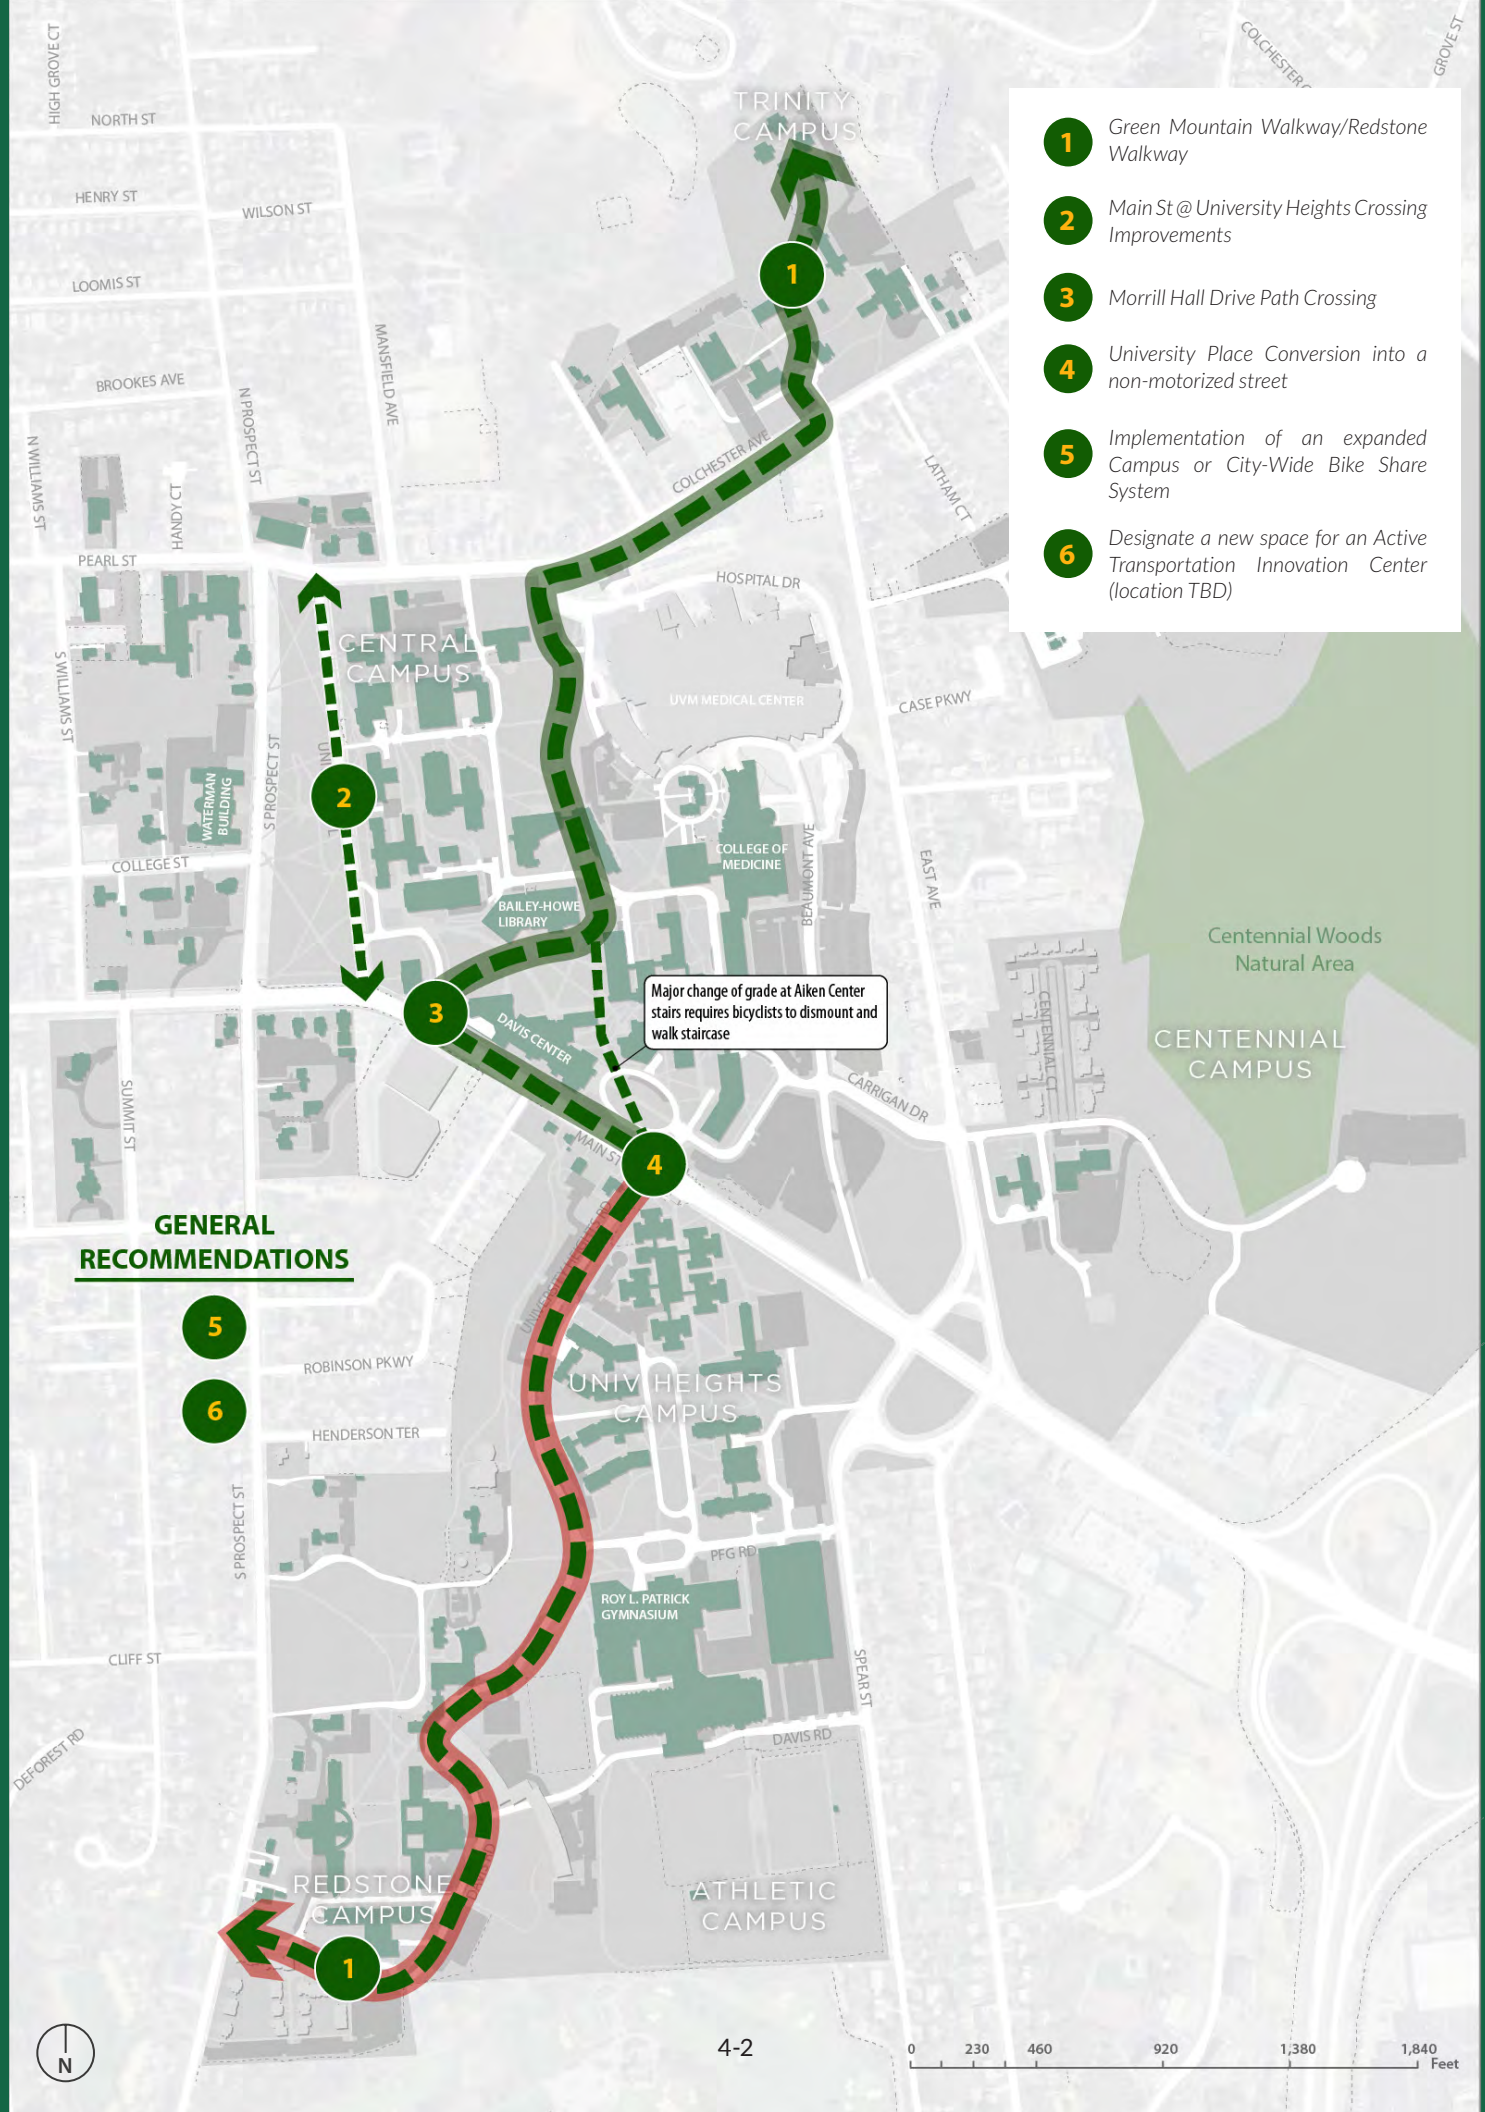 HIGH GROVE CT
COLCHESTER
GROVE ST
NORTH ST
TRINITY
CAMPUS
1
Green Mountain Walkway/Redstone
Walkway
2
Main St @ University Heights Crossing
Improvements
3
Morrill Hall Drive Path Crossing
4
University Place Conversion into a
non-motorized street
5
Implementation of an expanded
Campus or City-Wide Bike Share
System
6
Designate a new space for an Active
Transportation Innovation Center
(location TBD)
HENRY ST
WILSON ST
1
LOOMIS ST
MANSFIELD AVE
BROOKES AVE
N PROSPECT ST
N WILLIAMS ST
HANDY CT
COLCHESTER AVE
LATHAM CT
PEARL ST
HOSPITAL DR
CENTRAL
CAMPUS
S WILLIAMS ST
UVM MEDICAL CENTER
CASE PKWY
S PROSPECT ST
WATERMAN
BUILDING
2
COLLEGE ST
COLLEGE OF
MEDICINE
BEAUMONT AVE
EAST AVE
BAILEY-HOWE
LIBRARY
Centennial Woods
Natural Area
3
DAVIS CENTER
Major change of grade at Aiken Center
stairs requires bicyclists to dismount and
walk staircase
CENTENNIAL CT
CENTENNIAL
CAMPUS
SUMMIT ST
CARRIGAN DR
MAIN ST
4
UNIVERSITY HEIGHTS RD
GENERAL
RECOMMENDATIONS
5
6
ROBINSON PKWY
HENDERSON TER
UNIV HEIGHTS
CAMPUS
S PROSPECT ST
PFG RD
ROY L. PATRICK
GYMNASIUM
CLIFF ST
SPEAR ST
DEFOREST RD
DAVIS RD
REDSTONE
CAMPUS
ATHLETIC
CAMPUS
1
N
4-2
0 230 460 920 1,380 1,840
Feet